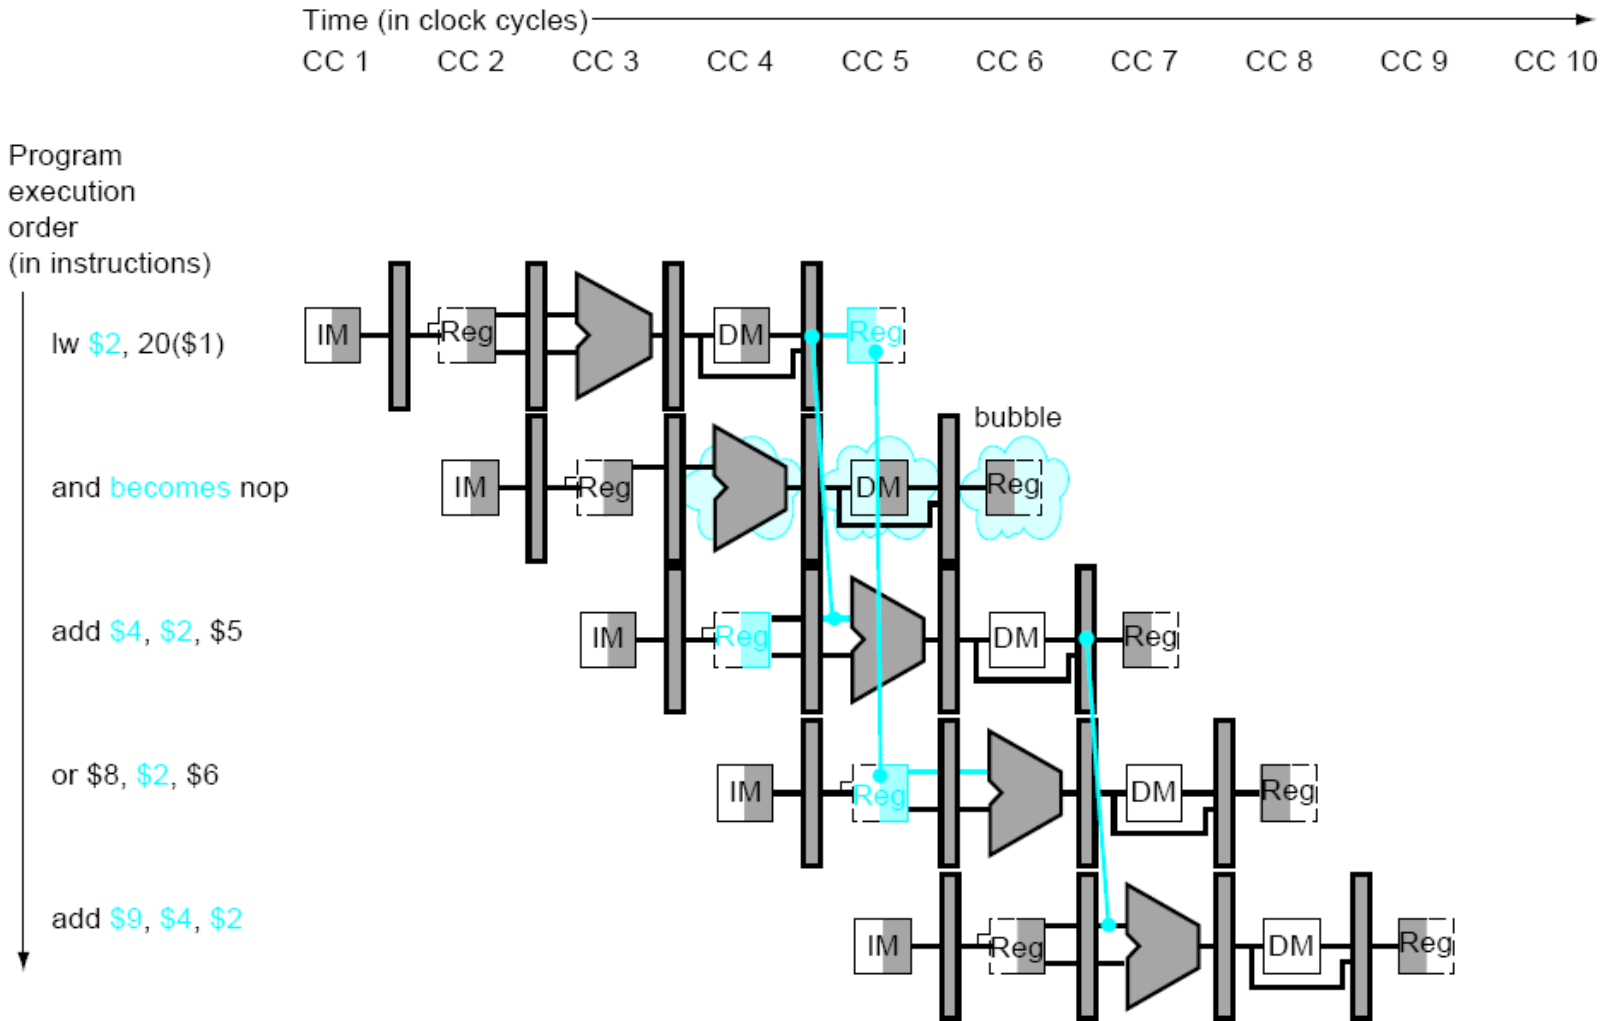 Time (in clock cycles)
CC 1 CC 2 CC 3 CC 4 CC 5 CC 6 CC 7 CC 8 CC 9 CC 10
Program
execution
order
(in instructions)
lw $2, 20($1)
IM Reg DM Reg
bubble
and becomes nop
IM Reg DM Reg
add $4, $2, $5
IM Reg DM Reg
or $8, $2, $6
IM Reg DM Reg
add $9, $4, $2
IM Reg DM Reg